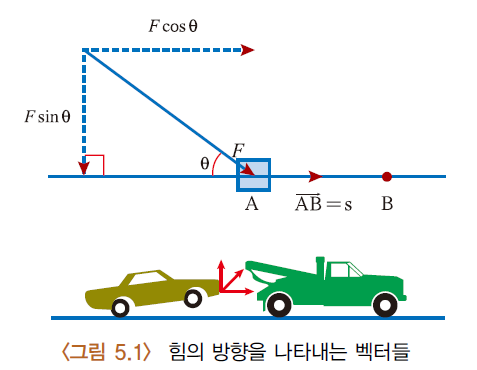 F cos θ
F sin θ
F
θ
A
AB = s
B
〈그림 5.1〉 힘의 방향을 나타내는 벡터들